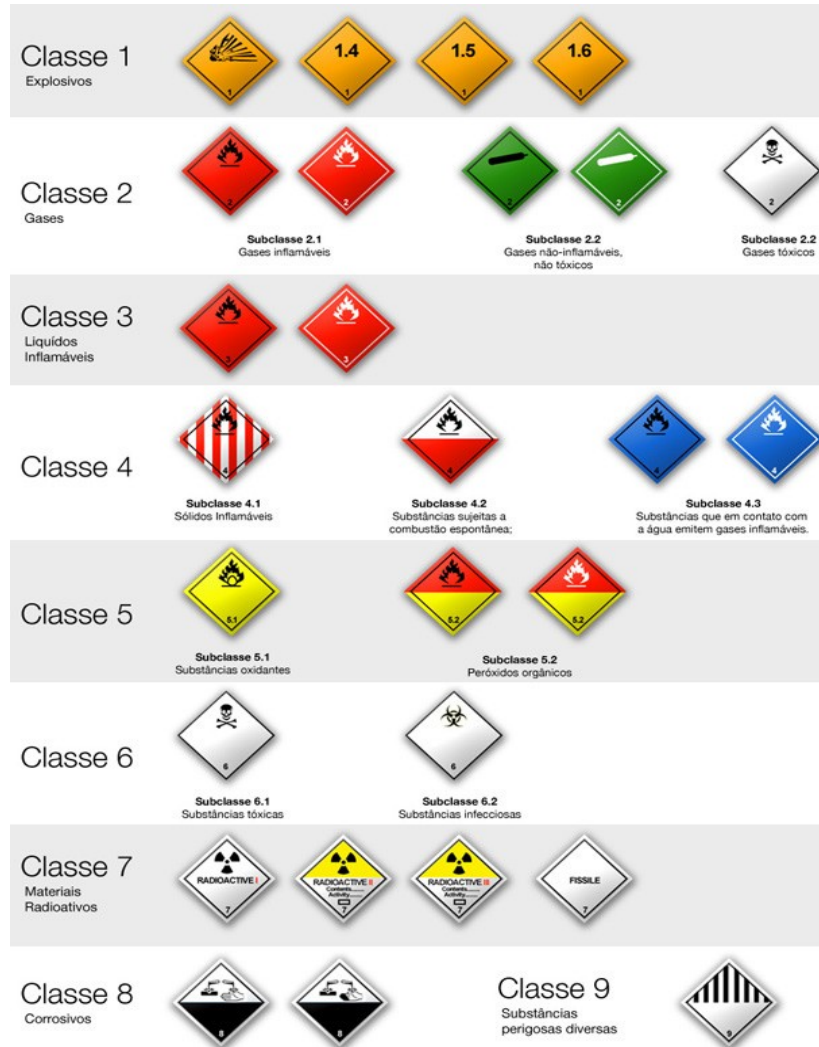 Classe 1
Explosivos
1
1.4
1
1.5
1
1.6
1
Classe 2
Gases
2
2
2
2
2
Subclasse 2.1
Gases inflamáveis
Subclasse 2.2
Gases não-inflamáveis,
não tóxicos
Subclasse 2.2
Gases tóxicos
Classe 3
Liquídos
Inflamáveis
3
3
Classe 4
4
4
4
4
Subclasse 4.1
Sólidos Inflamáveis
Subclasse 4.2
Substâncias sujeitas a
combustão espontânea;
Subclasse 4.3
Substâncias que em contato com
a água emitem gases inflamáveis.
Classe 5
5.1
5.2
5.2
Subclasse 5.1
Substâncias oxidantes
Subclasse 5.2
Peróxidos orgânicos
Classe 6
6
6
Subclasse 6.1
Substâncias tóxicas
Subclasse 6.2
Substâncias infecciosas
Classe 7
Materiais
Radioativos
RADIOACTIVE I
7
RADIOACTIVE II
Contents.....
Activity.....
7
RADIOACTIVE III
Contents.....
Activity.....
7
FISSILE
7
Classe 8
Corrosivos
8
8
Classe 9
Substâncias
perigosas diversas
9